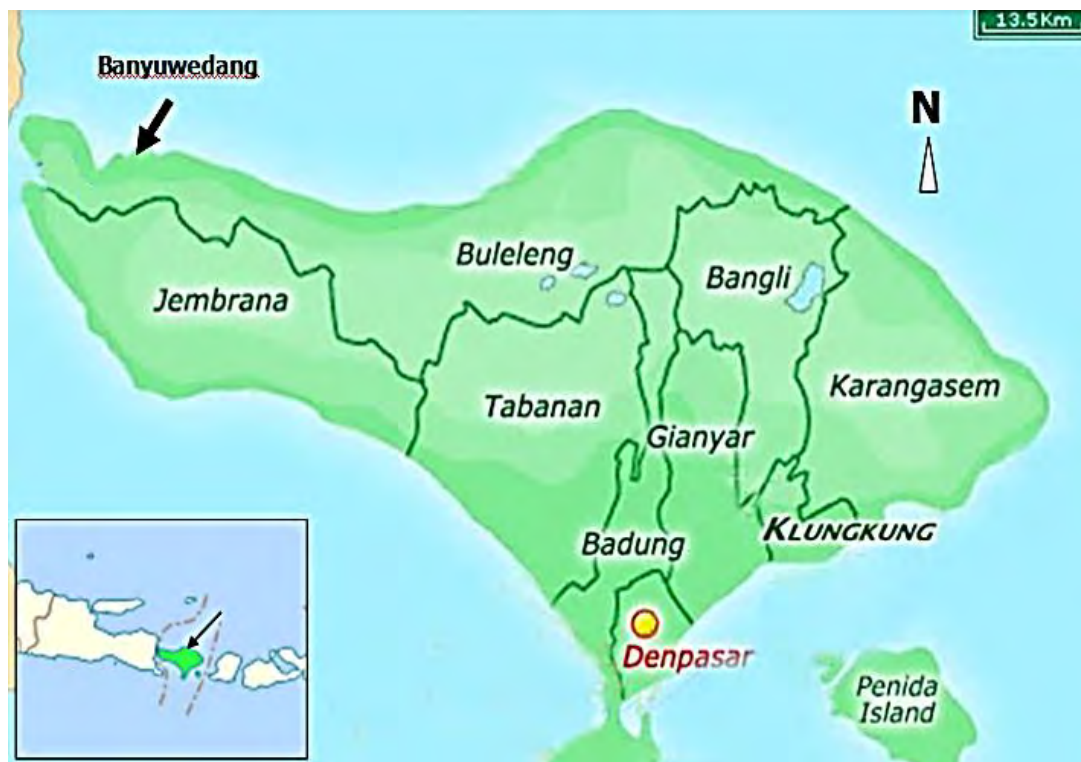 13.5Km
Banyuwedang
N
Buleleng
Bangli
Jembrana
Karangasem
Tabanan
Gianyar
KLUNGKUNG
Badung
Denpasar
Penida
Island